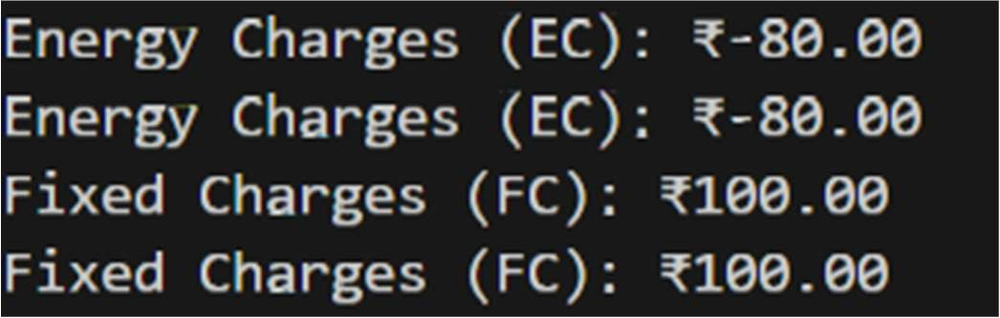 Energy Charges (EC): ₹-80.00
Energy Charges (EC): ₹-80.00
Fixed Charges (FC): ₹100.00
Fixed Charges (FC): ₹100.00